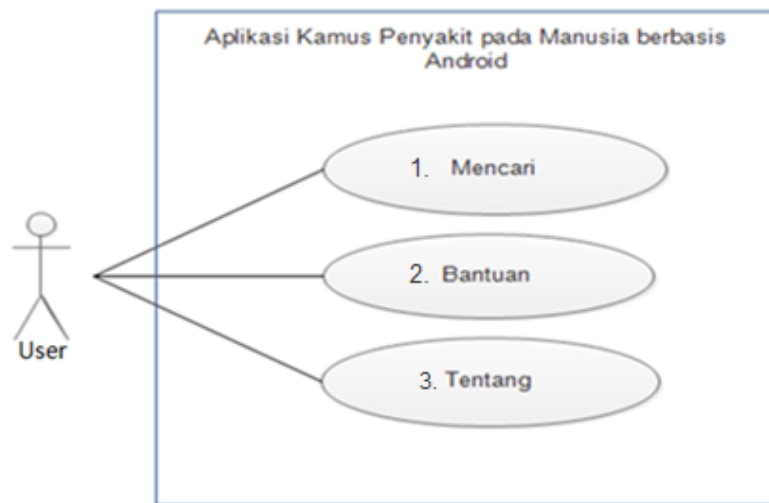 Aplikasi Kamus Penyakit pada Manusia berbasis
Android
1. Mencari
2. Bantuan
3. Tentang
User